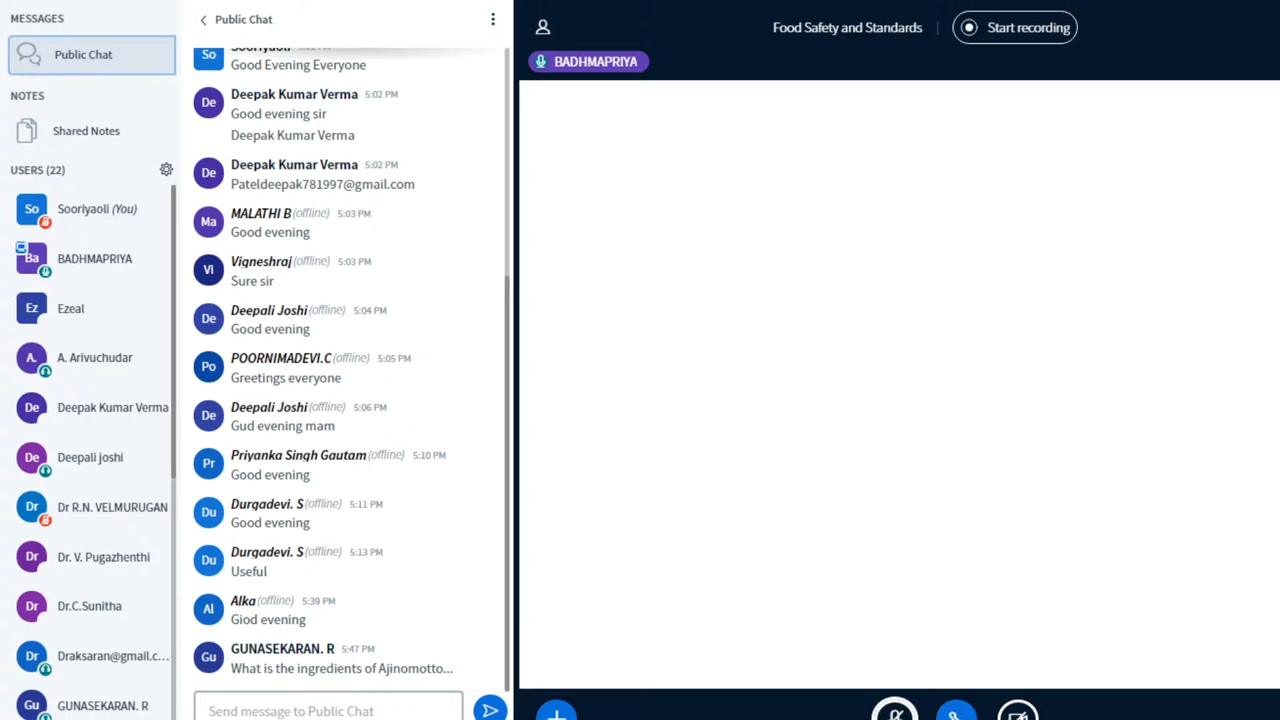 MESSAGES
Public Chat
NOTES
Shared Notes
USERS (22)
So Sooriyaoli (You)
Ba BADHMAPRIYA
Ez Ezeal
A. A. Arivuchudar
De Deepak Kumar Verma
De Deepali joshi
Dr Dr R.N. VELMURUGAN
Dr Dr. V. Pugazhenthi
Dr Dr.C.Sunitha
Dr Draksaran@gmail.c...
Gu GUNASEKARAN. R
Public Chat
So Sooriyaoli
Good Evening Everyone
De Deepak Kumar Verma 5:02 PM
Good evening sir
Deepak Kumar Verma
De Deepak Kumar Verma 5:02 PM
Pateldeepak781997@gmail.com
Ma MALATHI B (offline) 5:03 PM
Good evening
Vi Vigneshraj (offline) 5:03 PM
Sure sir
De Deepali Joshi (offline) 5:04 PM
Good evening
Po POORNIMADEVI.C (offline) 5:05 PM
Greetings everyone
De Deepali Joshi (offline) 5:06 PM
Gud evening mam
Pr Priyanka Singh Gautam (offline) 5:10 PM
Good evening
Du Durgadevi. S (offline) 5:11 PM
Good evening
Du Durgadevi. S (offline) 5:13 PM
Useful
Al Alka (offline) 5:39 PM
Giod evening
Gu GUNASEKARAN. R 5:47 PM
What is the ingredients of Ajinomotto...
Send message to Public Chat
Food Safety and Standards
Start recording
BADHMAPRIYA